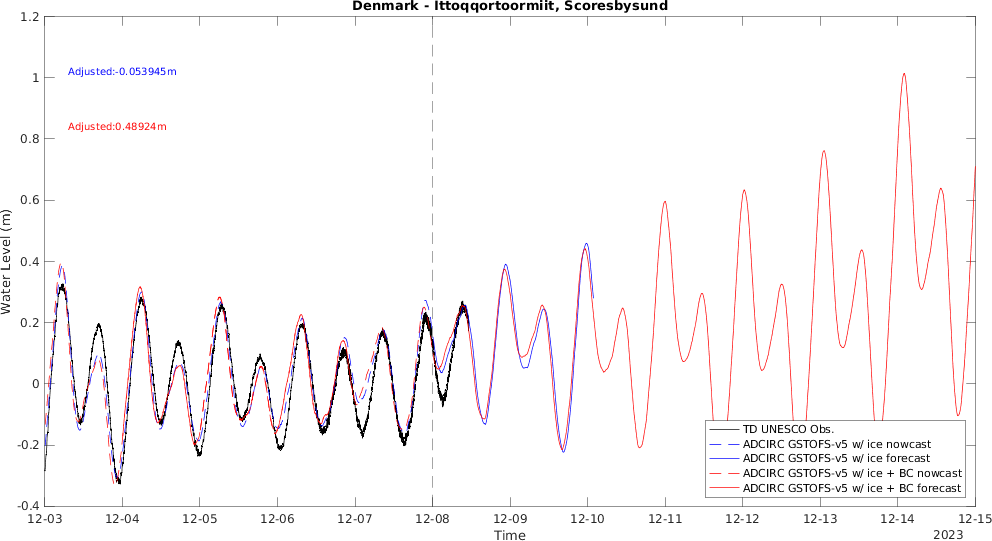 Denmark - Ittoqqortoormiit, Scoresbysund
1.2
1
0.8
0.6
0.4
0.2
0
-0.2
-0.4
Water Level (m)
Adjusted:-0.053945m
Adjusted:0.48924m
TD UNESCO Obs.
ADCIRC GSTOFS-v5 w/ ice nowcast
ADCIRC GSTOFS-v5 w/ ice forecast
ADCIRC GSTOFS-v5 w/ ice + BC nowcast
ADCIRC GSTOFS-v5 w/ ice + BC forecast
12-03 12-04 12-05 12-06 12-07 12-08 12-09 12-10 12-11 12-12 12-13 12-14 12-15
Time
2023